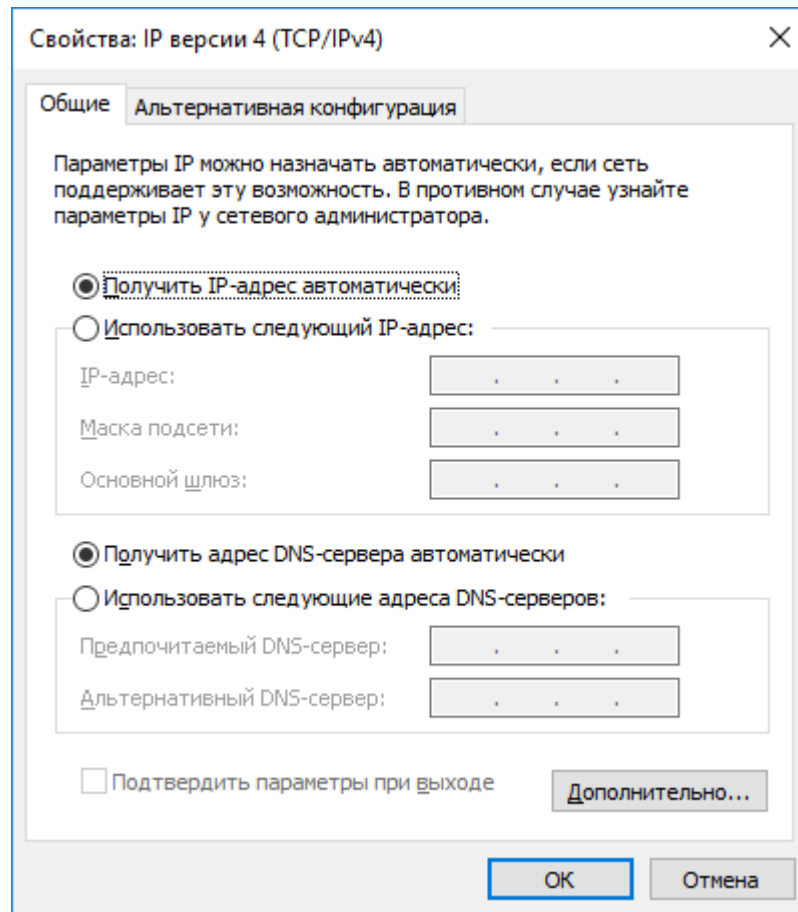 Свойства: IP версии 4 (TCP/IPv4)
Общие
Альтернативная конфигурация
Параметры IP можно назначать автоматически, если сеть
поддерживает эту возможность. В противном случае узнайте
параметры IP у сетевого администратора.
Получить IP-адрес автоматически
Использовать следующий IP-адрес:
IP-адрес:
Маска подсети:
Основной шлюз:
Получить адрес DNS-сервера автоматически
Использовать следующие адреса DNS-серверов:
Предпочитаемый DNS-сервер:
Альтернативный DNS-сервер:
Подтвердить параметры при выходе
Дополнительно...
ОК
Отмена